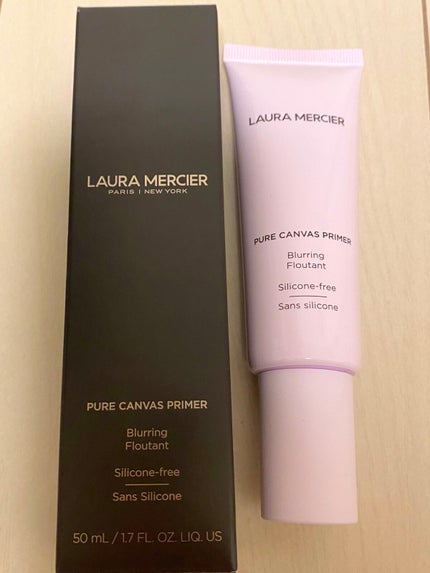 LAURA MERCIER
PARIS | NEW YORK
PURE CANVAS PRIMER
Blurring
Floutant
Silicone-free
Sans Silicone
50 mL / 1.7 FL. OZ. LIQ. US
LAURA MERCIER
PURE CANVAS PRIMER
Blurring
Floutant
Silicone-free
Sans silicone